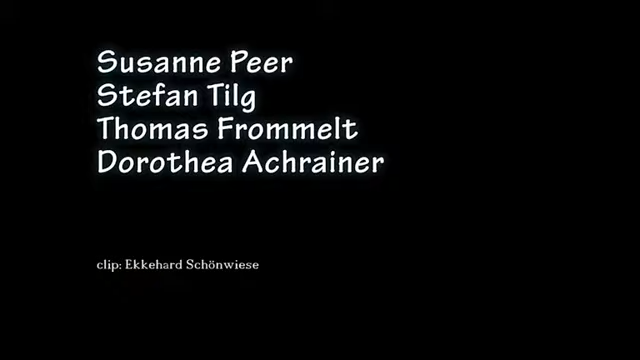 Susanne Peer
Stefan Tilg
Thomas Frommelt
Dorothea Achrainer
clip: Ekkehard Schönwiese